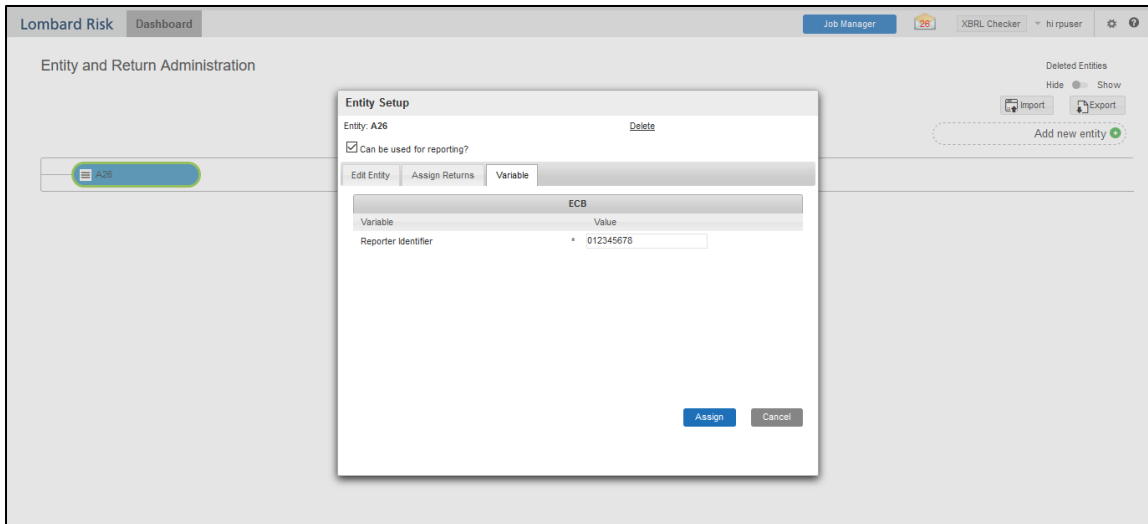 Lombard Risk Dashboard Job Manager 26 XBRL Checker hi rpuser
Entity and Return Administration
Deleted Entities
Hide Show
Import Export
Add new entity
A26
Entity Setup
Entity: A26 Delete
Can be used for reporting?
Edit Entity Assign Returns Variable
ECB
Variable Value
Reporter Identifier * 012345678
Assign Cancel